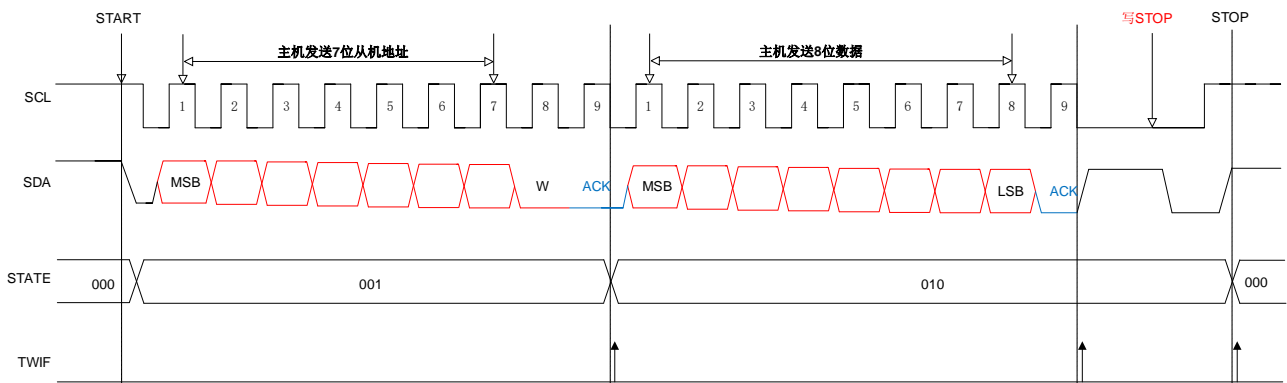 START 写STOP STOP
主机发送7位从机地址 主机发送8位数据
SCL 1 2 3 4 5 6 7 8 9 1 2 3 4 5 6 7 8 9
SDA MSB W ACK MSB LSB ACK
STATE 000 001 010 000
TWIF